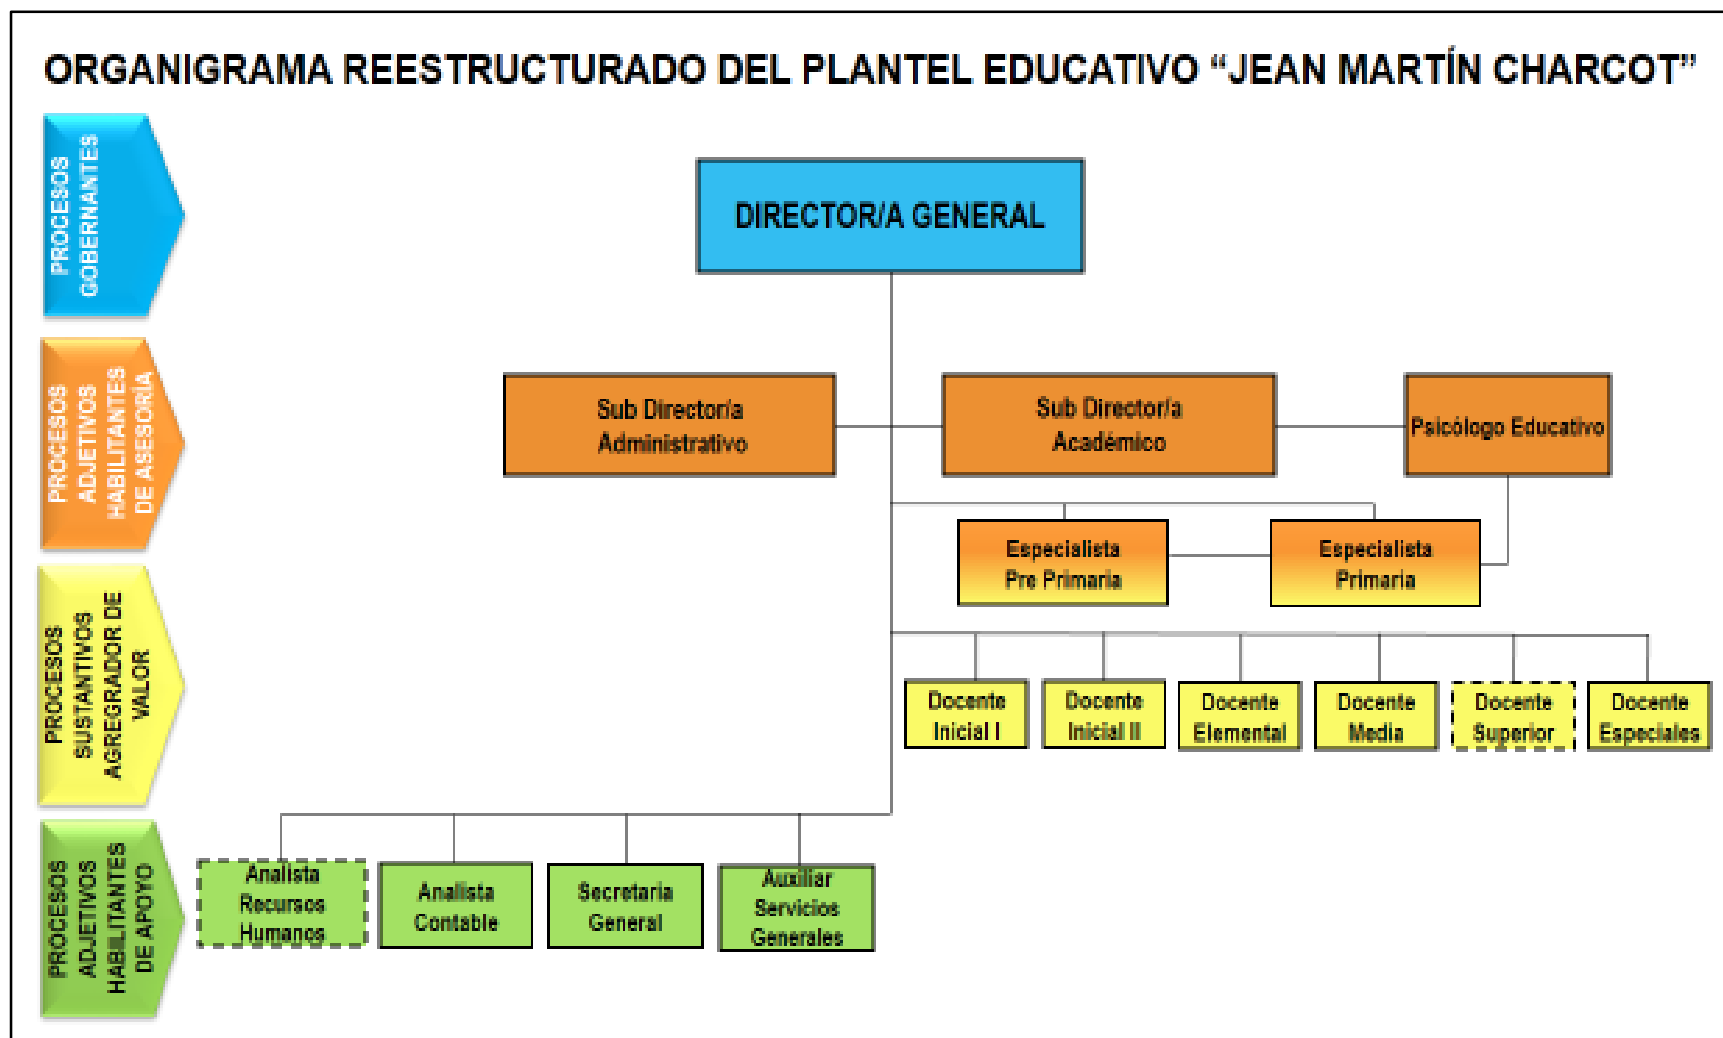 ORGANIGRAMA REESTRUCTURADO DEL PLANTEL EDUCATIVO “JEAN MARTÍN CHARCOT”
PROCESOS
GOBERNANTES
DIRECTOR/A GENERAL
PROCESOS
ADJETIVOS
HABILITANTES
DE ASESORÍA
Sub Director/a
Administrativo
Sub Director/a
Académico
Psicólogo Educativo
Especialista
Pre Primaria
Especialista
Primaria
PROCESOS
SUSTANTIVOS
AGREGRADOR DE
VALOR
Docente
Inicial I
Docente
Inicial II
Docente
Elemental
Docente
Media
Docente
Superior
Docente
Especiales
PROCESOS
ADJETIVOS
HABILITANTES
DE APOYO
Analista
Recursos
Humanos
Analista
Contable
Secretaria
General
Auxiliar
Servicios
Generales